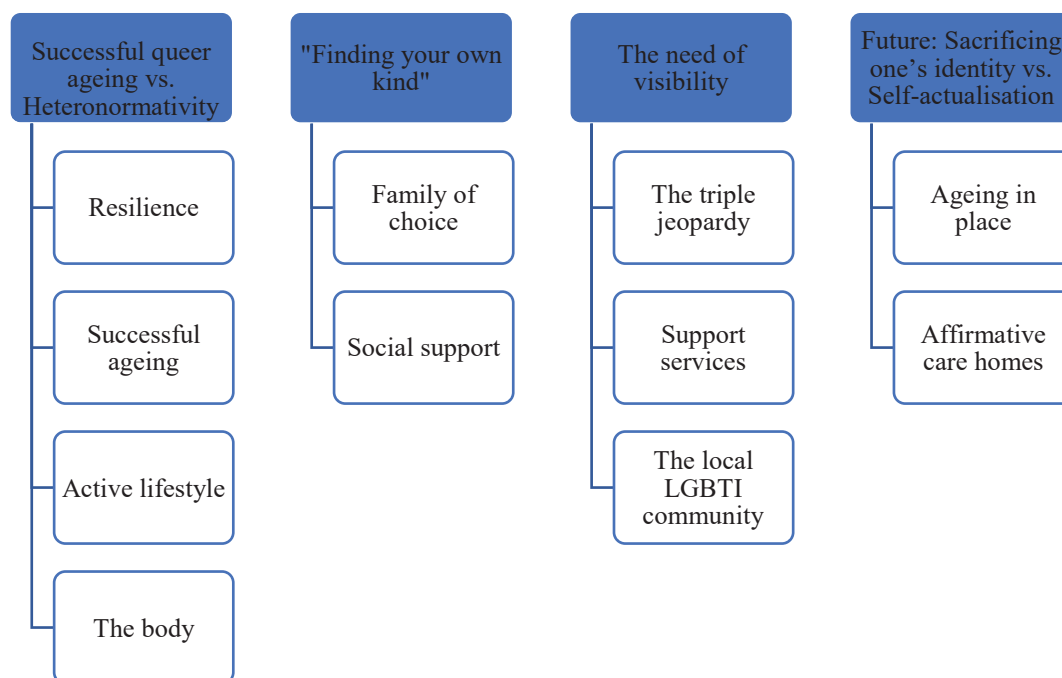 Successful queer
ageing vs.
Heteronormativity
Resilience
Successful
ageing
Active lifestyle
The body
"Finding your own
kind"
Family of
choice
Social support
The need of
visibility
The triple
jeopardy
Support
services
The local
LGBTI
community
Future: Sacrificing
one’s identity vs.
Self-actualisation
Ageing in
place
Affirmative
care homes